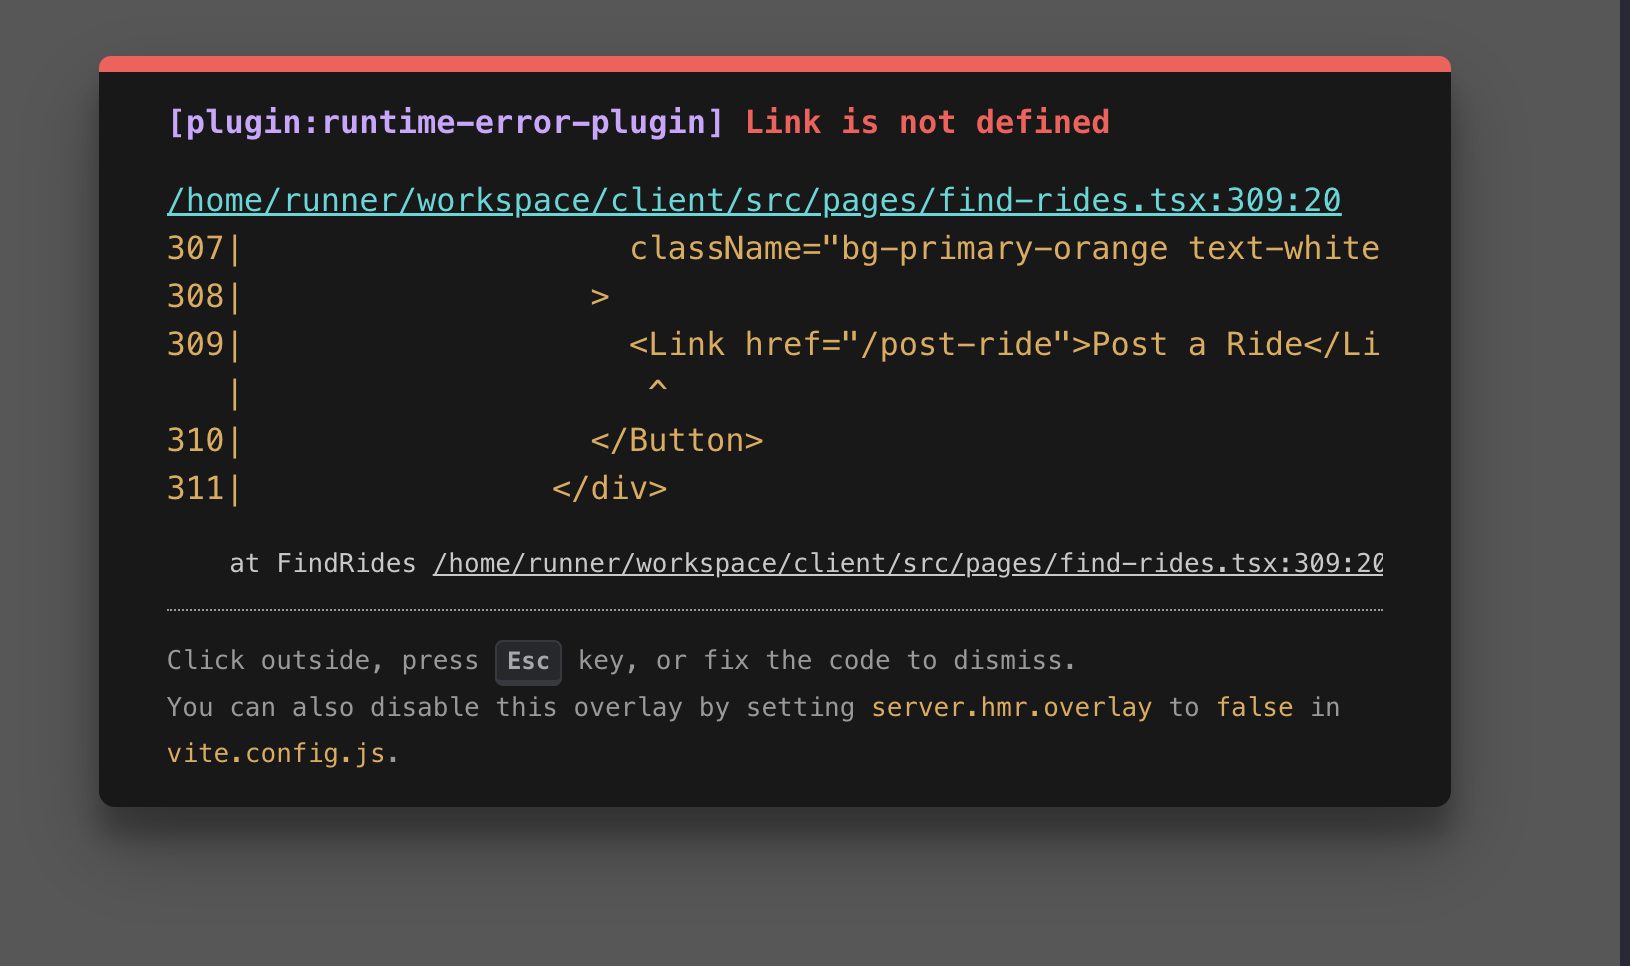 [plugin:runtime-error-plugin] Link is not defined
/home/runner/workspace/client/src/pages/find-rides.tsx:309:20
307|                    className="bg-primary-orange text-white
308|                  >
309|                    <Link href="/post-ride">Post a Ride</Li
   |                     ^
310|                  </Button>
311|                </div>
    at FindRides /home/runner/workspace/client/src/pages/find-rides.tsx:309:20
Click outside, press Esc key, or fix the code to dismiss.
You can also disable this overlay by setting server.hmr.overlay to false in
vite.config.js.